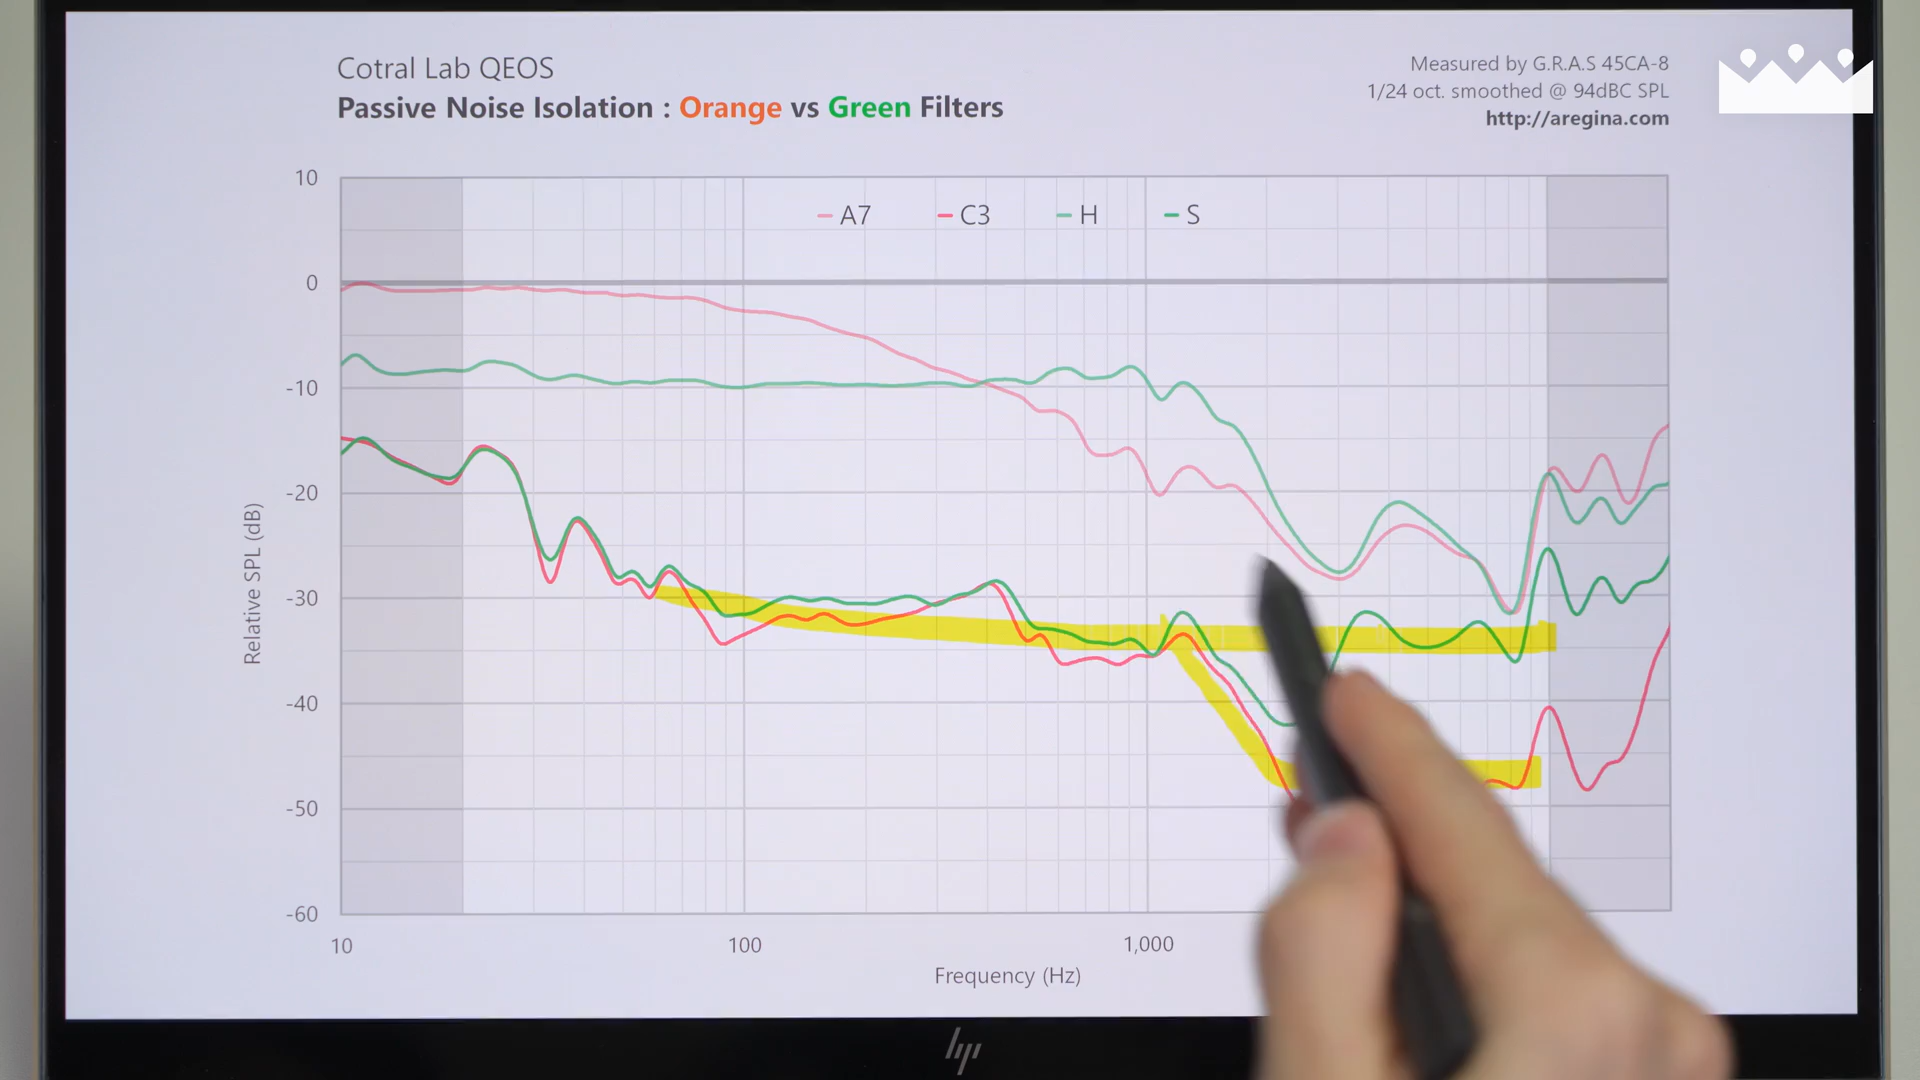 Cotral Lab QEOS
Passive Noise Isolation : Orange vs Green Filters
Measured by G.R.A.S 45CA-8
1/24 oct. smoothed @ 94dBC SPL
http://aregina.com
A7 C3 H S
10
0
-10
-20
-30
-40
-50
-60
Relative SPL (dB)
10 100 1,000
Frequency (Hz)
hp